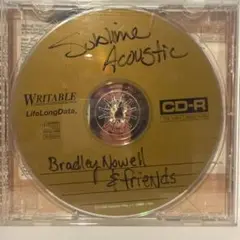 Sublime
Acoustic
WRITABLE
LifeLongData.
CD-R
Bradley Nowell
& friends